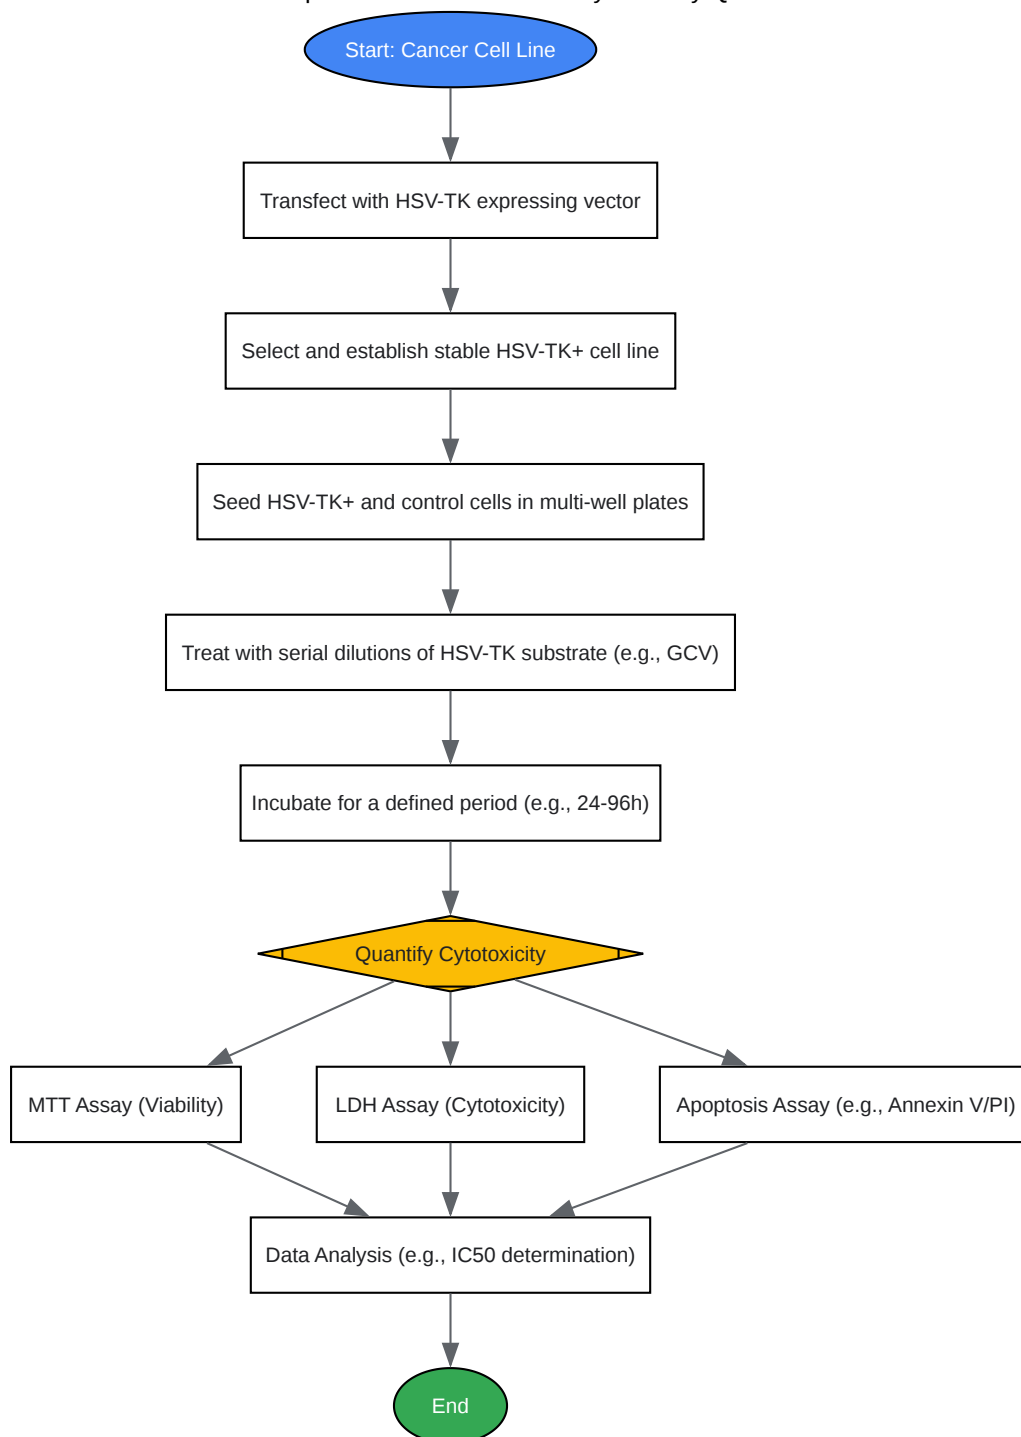 Start: Cancer Cell Line
Transfect with HSV-TK expressing vector
Select and establish stable HSV-TK+ cell line
Seed HSV-TK+ and control cells in multi-well plates
Treat with serial dilutions of HSV-TK substrate (e.g., GCV)
Incubate for a defined period (e.g., 24-96h)
Quantify Cytotoxicity
MTT Assay (Viability)
LDH Assay (Cytotoxicity)
Apoptosis Assay (e.g., Annexin V/PI)
Data Analysis (e.g., IC50 determination)
End